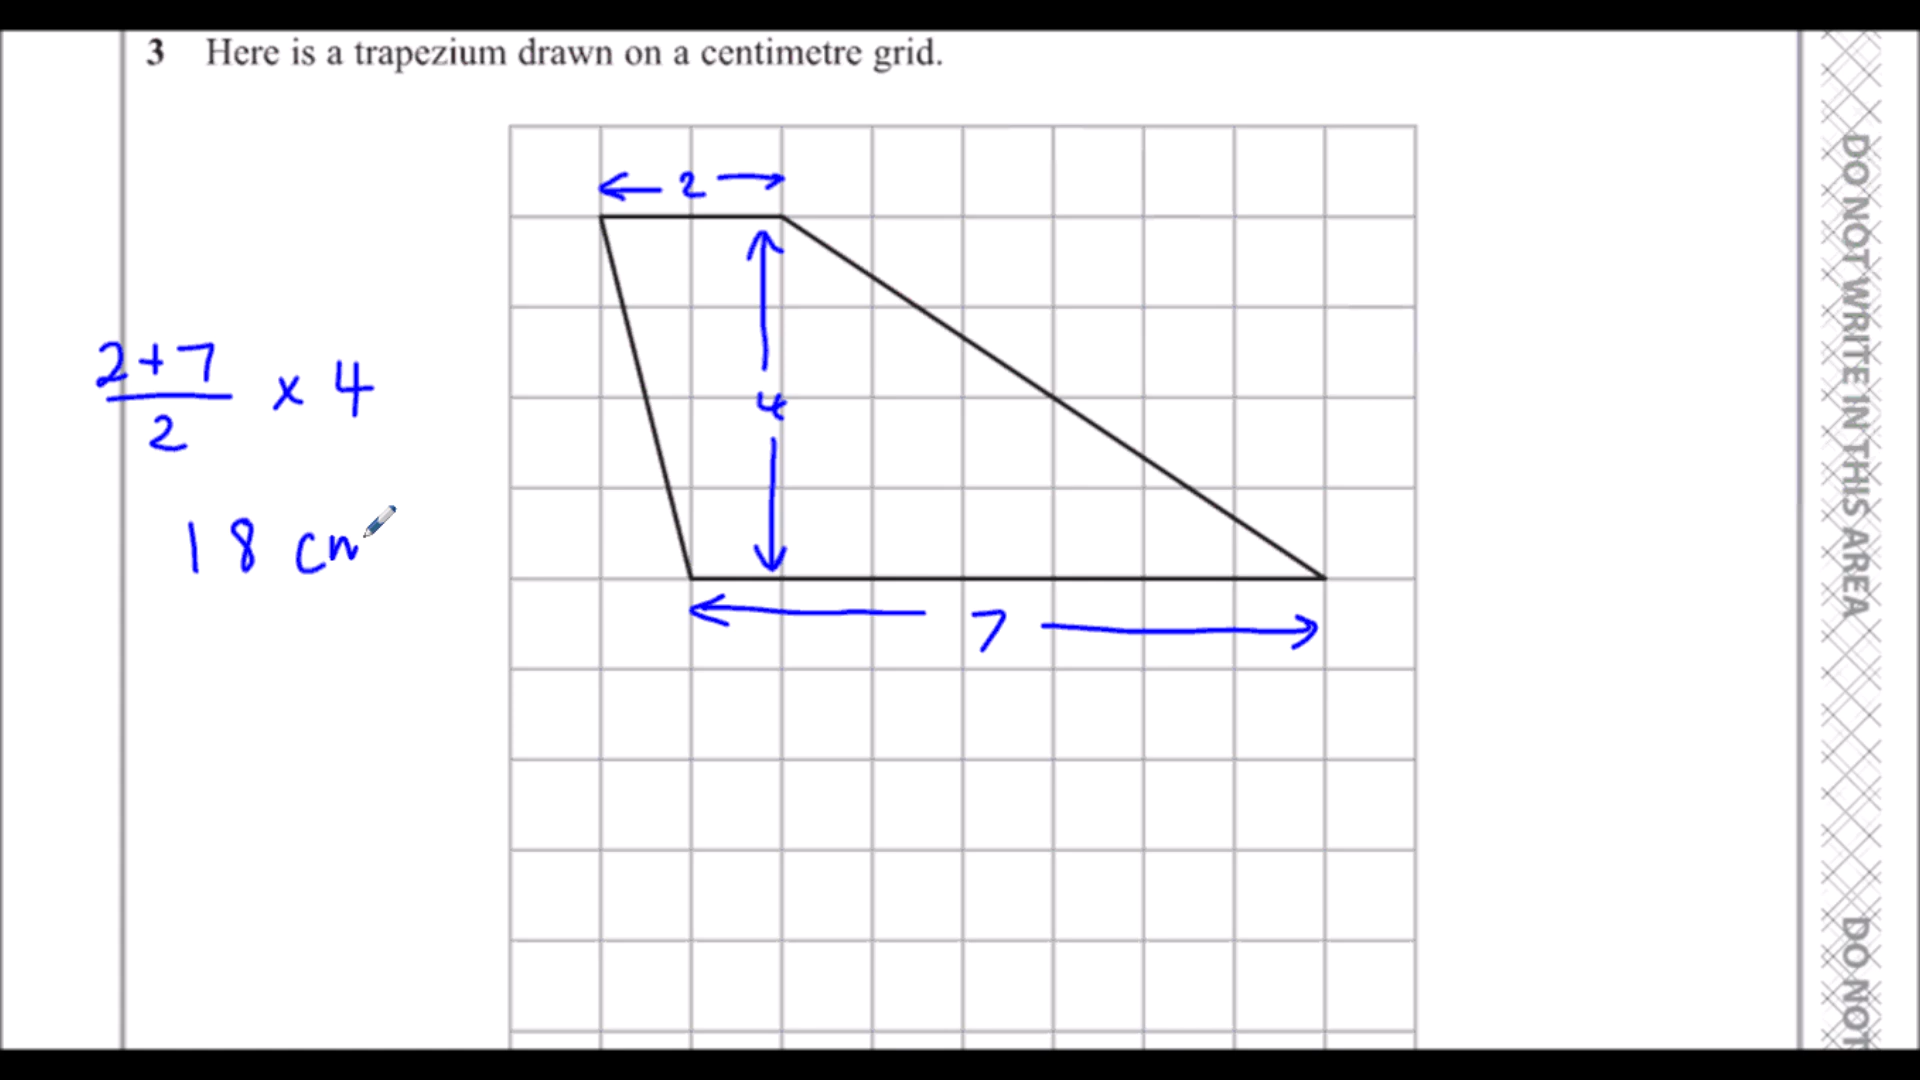 3 Here is a trapezium drawn on a centimetre grid.
2
4
7
2+7
2
x 4
18 cm
DO NOT WRITE IN THIS AREA
DO NOT